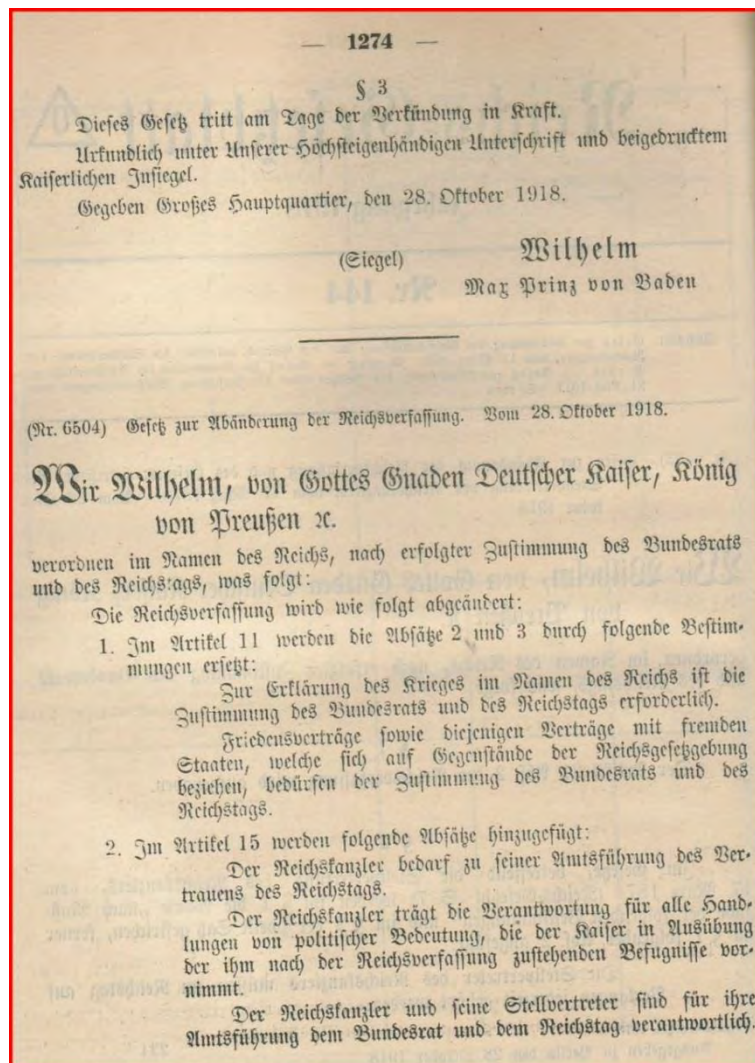 — 1274 —
§ 3
Dieses Gesetz tritt am Tage der Verkündung in Kraft.
Urkundlich unter Unserer Höchsteigenhändigen Unterschrift und beigedrucktem
Kaiserlichen Insiegel.
Gegeben Großes Hauptquartier, den 28. Oktober 1918.
(Siegel) Wilhelm
Max Prinz von Baden
(Nr. 6504) Gesetz zur Abänderung der Reichsverfassung. Vom 28. Oktober 1918.
Wir Wilhelm, von Gottes Gnaden Deutscher Kaiser, König
von Preußen ꝛc.
verordnen im Namen des Reichs, nach erfolgter Zustimmung des Bundesrats
und des Reichstags, was folgt:
Die Reichsverfassung wird wie folgt abgeändert:
1. Im Artikel 11 werden die Absätze 2 und 3 durch folgende Bestim-
mungen ersetzt:
Zur Erklärung des Krieges im Namen des Reichs ist die
Zustimmung des Bundesrats und des Reichstags erforderlich.
Friedensverträge sowie diejenigen Verträge mit fremden
Staaten, welche sich auf Gegenstände der Reichsgesetzgebung
beziehen, bedürfen der Zustimmung des Bundesrats und des
Reichstags.
2. Im Artikel 15 werden folgende Absätze hinzugefügt:
Der Reichskanzler bedarf zu seiner Amtsführung des Ver-
trauens des Reichstags.
Der Reichskanzler trägt die Verantwortung für alle Hand-
lungen von politischer Bedeutung, die der Kaiser in Ausübung
der ihm nach der Reichsverfassung zustehenden Befugnisse vor-
nimmt.
Der Reichskanzler und seine Stellvertreter sind für ihre
Amtsführung dem Bundesrat und dem Reichstag verantwortlich.